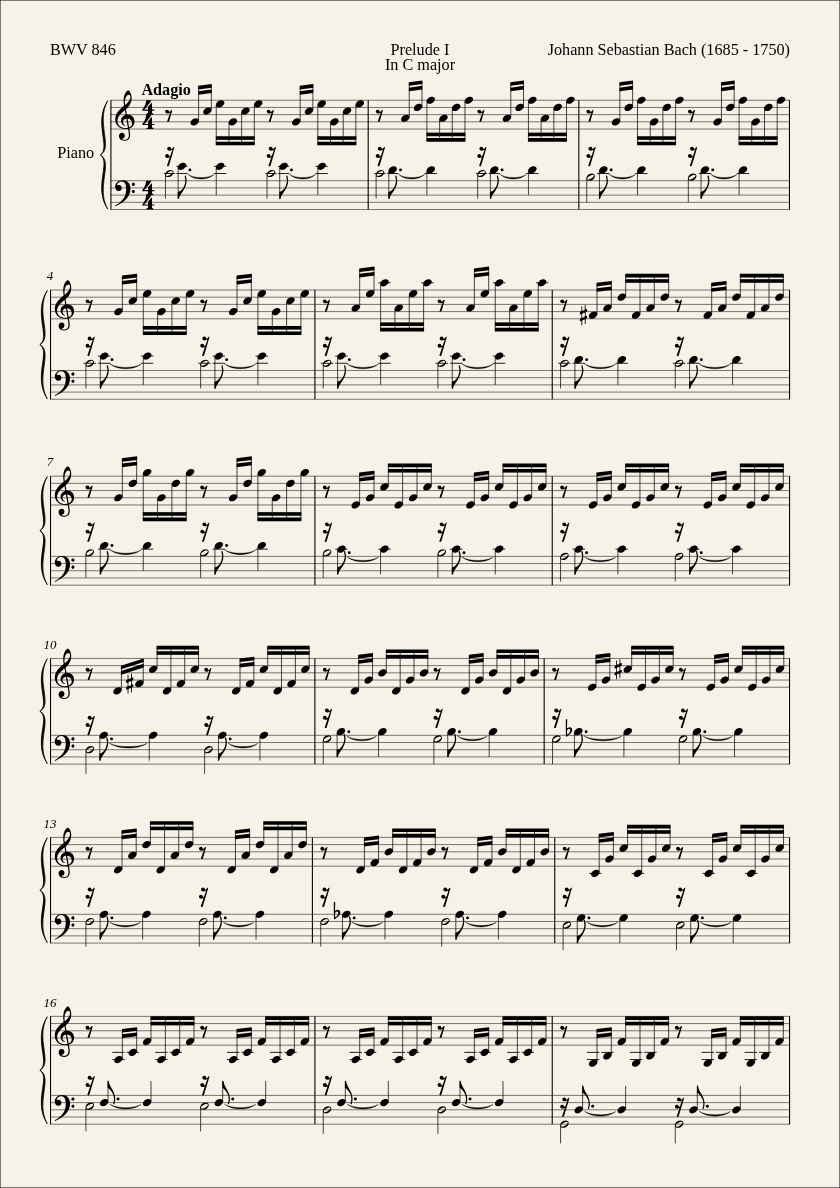 BWV 846
Prelude I
Johann Sebastian Bach (1685 - 1750)
In C major
Adagio
Piano
4
7
10
13
16